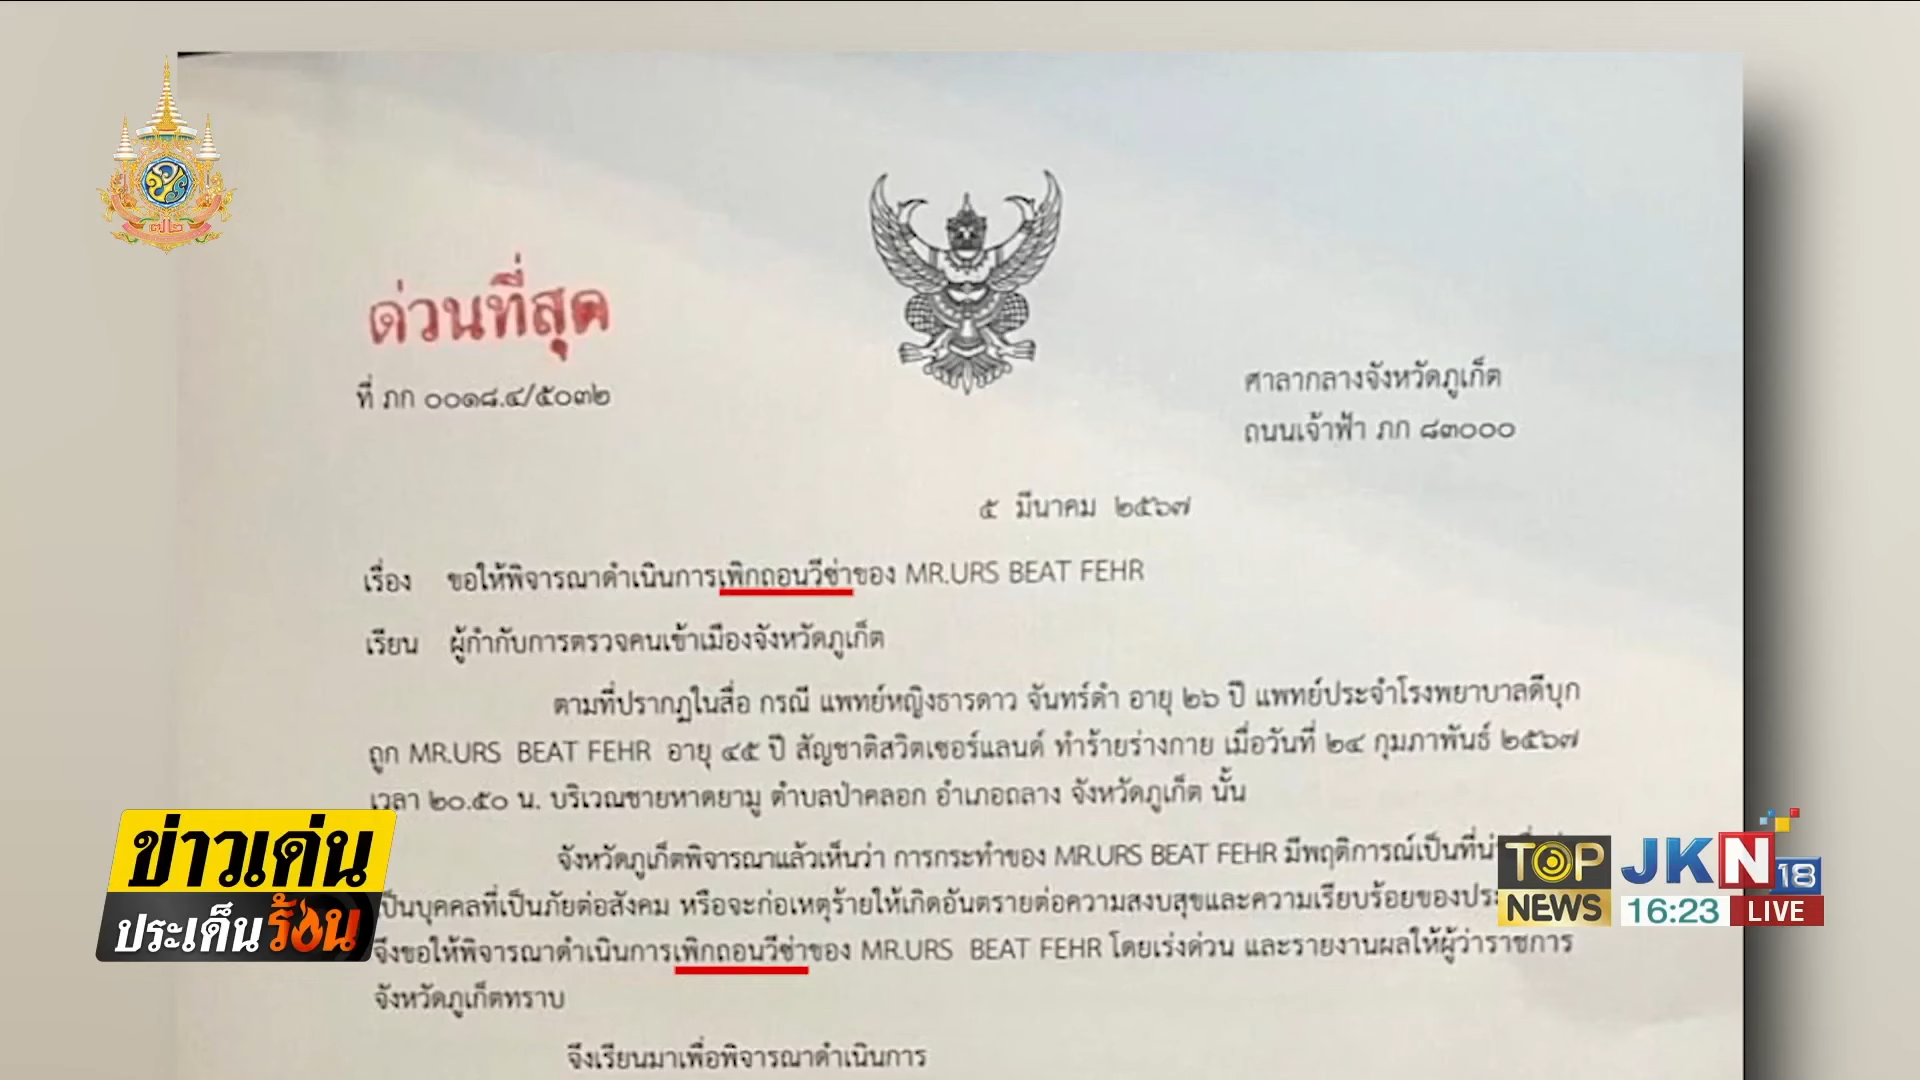 ๗๒
ด่วนที่สุด
ที่ ภก ๐๐๑๘.๔/๕๐๓๒
ศาลากลางจังหวัดภูเก็ต
ถนนเจ้าฟ้า ภก ๘๓๐๐๐
๕ มีนาคม ๒๕๖๗
เรื่อง ขอให้พิจารณาดำเนินการเพิกถอนวีซ่าของ MR.URS BEAT FEHR
เรียน ผู้กำกับการตรวจคนเข้าเมืองจังหวัดภูเก็ต
ตามที่ปรากฏในสื่อ กรณี แพทย์หญิงธารดาว จันทร์ดำ อายุ ๒๖ ปี แพทย์ประจำโรงพยาบาลดีบุก
ถูก MR.URS BEAT FEHR อายุ ๔๕ ปี สัญชาติสวิตเซอร์แลนด์ ทำร้ายร่างกาย เมื่อวันที่ ๒๔ กุมภาพันธ์ ๒๕๖๗
เวลา ๒๐.๕๐ น. บริเวณชายหาดยามู ตำบลป่าคลอก อำเภอถลาง จังหวัดภูเก็ต นั้น
จังหวัดภูเก็ตพิจารณาแล้วเห็นว่า การกระทำของ MR.URS BEAT FEHR มีพฤติการณ์เป็นที่
เป็นบุคคลที่เป็นภัยต่อสังคม หรือจะก่อเหตุร้ายให้เกิดอันตรายต่อความสงบสุขและความเรียบร้อยของ
จึงขอให้พิจารณาดำเนินการเพิกถอนวีซ่าของ MR.URS BEAT FEHR โดยเร่งด่วน และรายงานผลให้ผู้ว่าราชการ
จังหวัดภูเก็ตทราบ
จึงเรียนมาเพื่อพิจารณาดำเนินการ
ข่าวเด่น
ประเด็นร้อน
TOP
NEWS
JKN
18
16:23
LIVE